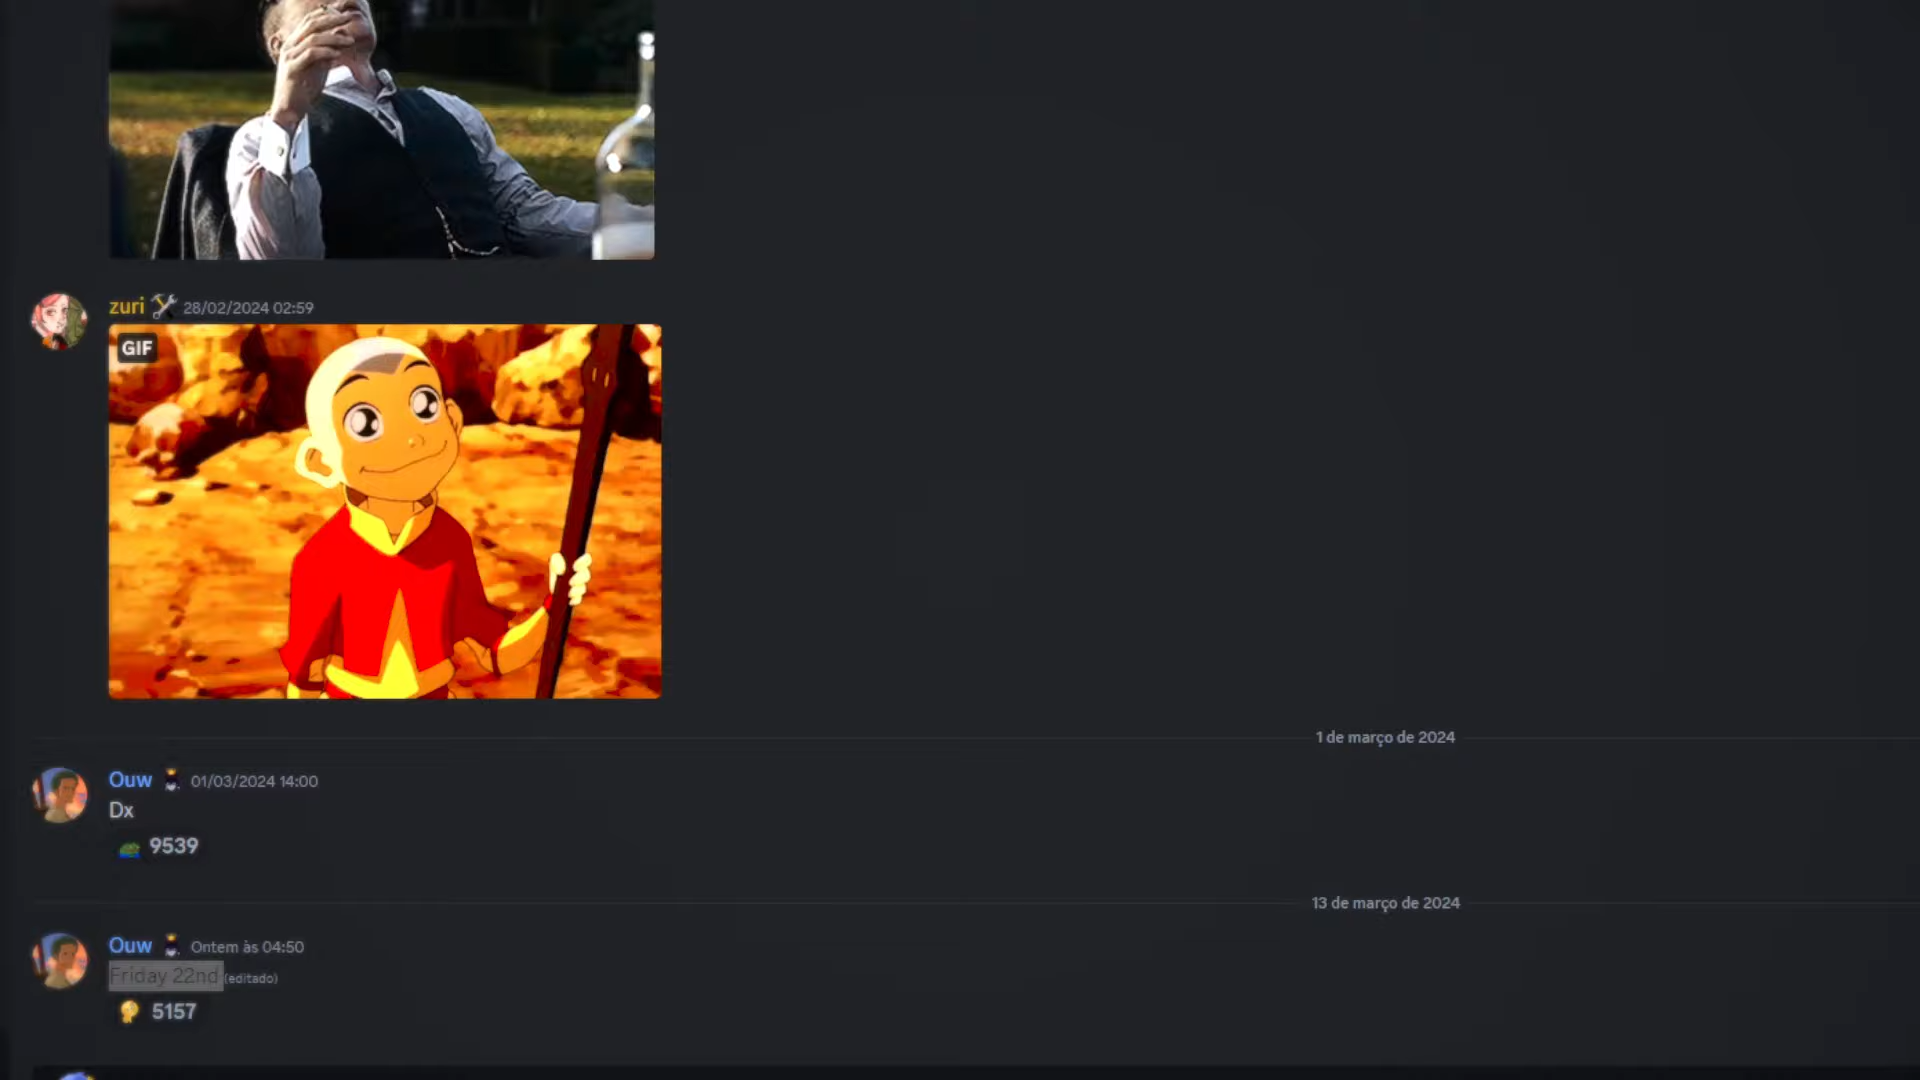 zuri 28/02/2024 02:59
GIF
1 de março de 2024
Ouw 01/03/2024 14:00
Dx
9539
13 de março de 2024
Ouw Ontem às 04:50
Friday 22nd (editado)
5157